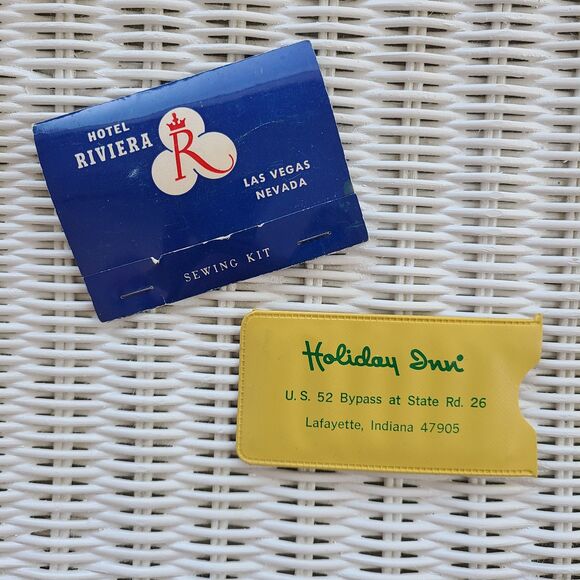 HOTEL
RIVIERA
R
LAS VEGAS
NEVADA
SEWING KIT
Holiday Inn®
U.S. 52 Bypass at State Rd. 26
Lafayette, Indiana 47905